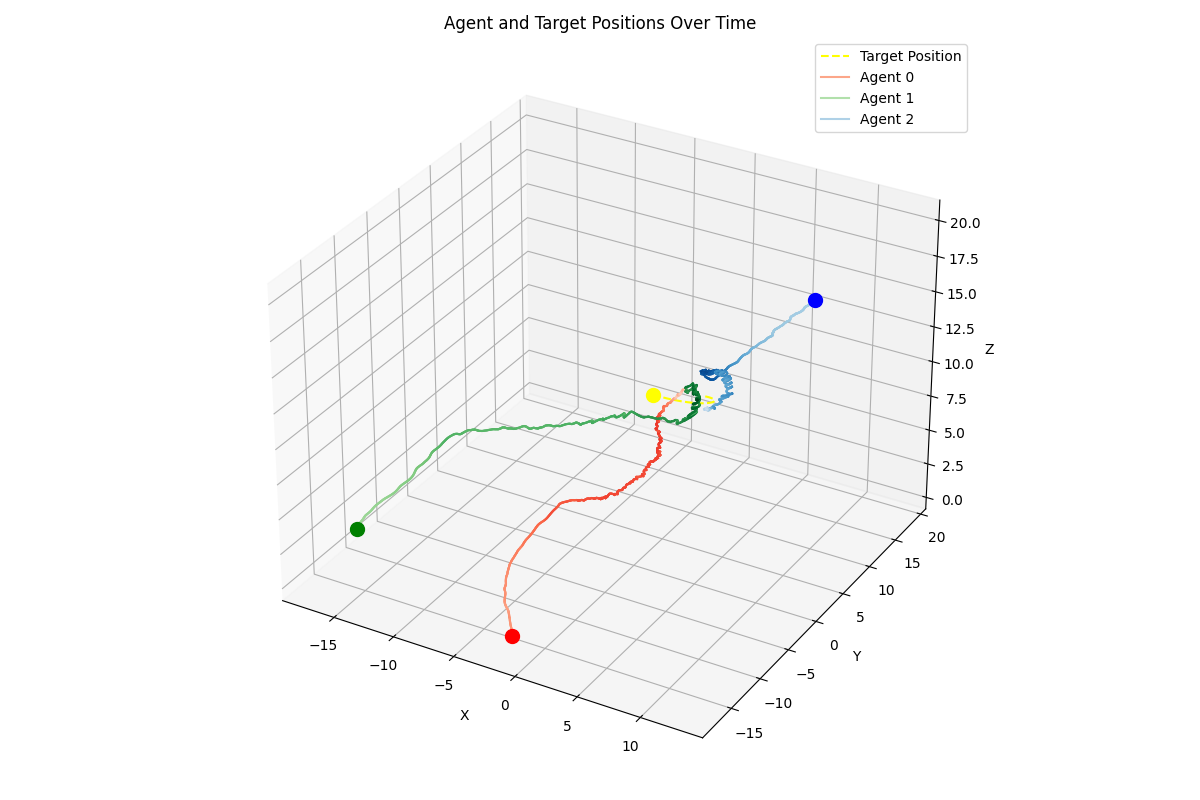 Agent and Target Positions Over Time
Target Position
Agent 0
Agent 1
Agent 2
20.0
17.5
15.0
12.5
10.0
7.5
5.0
2.5
0.0
Z
20
15
10
5
0
−5
−10
−15
Y
−15
−10
−5
0
5
10
X